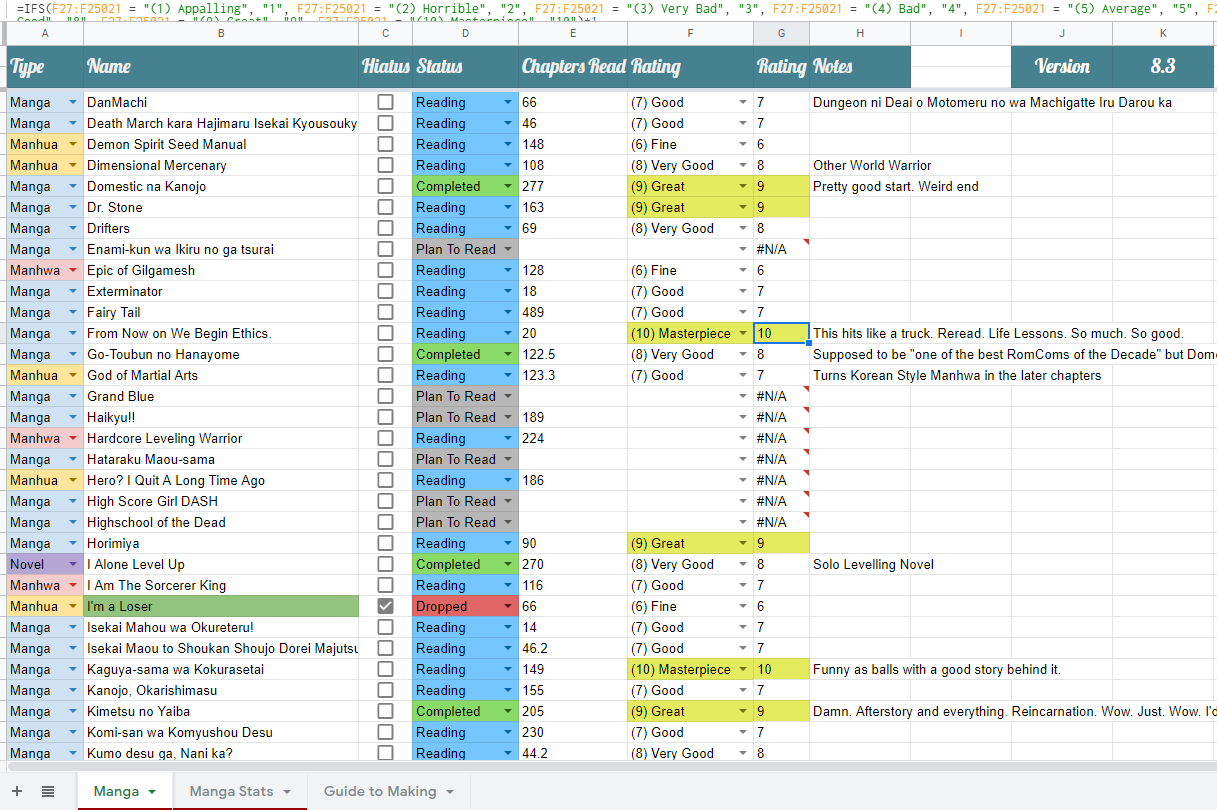 =IFS(F27:F25021 = "(1) Appalling", "1", F27:F25021 = "(2) Horrible", "2", F27:F25021 = "(3) Very Bad", "3", F27:F25021 = "(4) Bad", "4", F27:F25021 = "(5) Average", "5", F2
A B C D E F G H I J K
Type Name Hiatus Status Chapters Read Rating Rating Notes Version 8.3
Manga DanMachi Reading 66 (7) Good 7 Dungeon ni Deai o Motomeru no wa Machigatte Iru Darou ka
Manga Death March kara Hajimaru Isekai Kyousouky Reading 46 (7) Good 7
Manhua Demon Spirit Seed Manual Reading 148 (6) Fine 6
Manhua Dimensional Mercenary Reading 108 (8) Very Good 8 Other World Warrior
Manga Domestic na Kanojo Completed 277 (9) Great 9 Pretty good start. Weird end
Manga Dr. Stone Reading 163 (9) Great 9
Manga Drifters Reading 69 (8) Very Good 8
Manga Enami-kun wa Ikiru no ga tsurai Plan To Read #N/A
Manhwa Epic of Gilgamesh Reading 128 (6) Fine 6
Manga Exterminator Reading 18 (7) Good 7
Manga Fairy Tail Reading 489 (7) Good 7
Manga From Now on We Begin Ethics. Reading 20 (10) Masterpiece 10 This hits like a truck. Reread. Life Lessons. So much. So good.
Manga Go-Toubun no Hanayome Completed 122.5 (8) Very Good 8 Supposed to be "one of the best RomComs of the Decade" but Dome
Manhua God of Martial Arts Reading 123.3 (7) Good 7 Turns Korean Style Manhwa in the later chapters
Manga Grand Blue Plan To Read #N/A
Manga Haikyu!! Plan To Read 189 #N/A
Manhwa Hardcore Leveling Warrior Reading 224 #N/A
Manga Hataraku Maou-sama Plan To Read #N/A
Manhua Hero? I Quit A Long Time Ago Reading 186 #N/A
Manga High Score Girl DASH Plan To Read #N/A
Manga Highschool of the Dead Plan To Read #N/A
Manga Horimiya Reading 90 (9) Great 9
Novel I Alone Level Up Completed 270 (8) Very Good 8 Solo Levelling Novel
Manhwa I Am The Sorcerer King Reading 116 (7) Good 7
Manhua I'm a Loser Dropped 66 (6) Fine 6
Manga Isekai Mahou wa Okureteru! Reading 14 (7) Good 7
Manga Isekai Maou to Shoukan Shoujo Dorei Majutsu Reading 46.2 (7) Good 7
Manga Kaguya-sama wa Kokurasetai Reading 149 (10) Masterpiece 10 Funny as balls with a good story behind it.
Manga Kanojo, Okarishimasu Reading 155 (7) Good 7
Manga Kimetsu no Yaiba Completed 205 (9) Great 9 Damn. Afterstory and everything. Reincarnation. Wow. Just. Wow. I'd
Manga Komi-san wa Komyushou Desu Reading 230 (7) Good 7
Manga Kumo desu ga, Nani ka? Reading 44.2 (8) Very Good 8
Manga Manga Stats Guide to Making